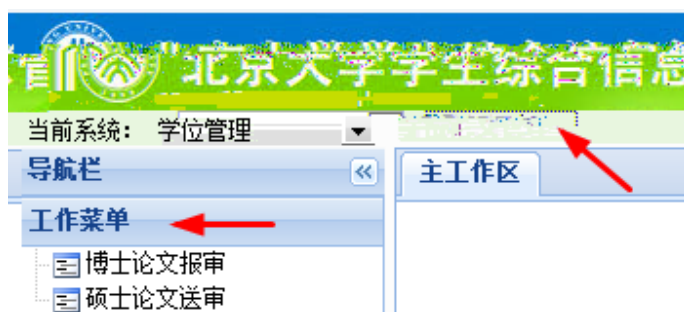 北京大学学生综合信息
当前系统： 学位管理
导航栏
主工作区
工作菜单
博士论文报审
硕士论文送审